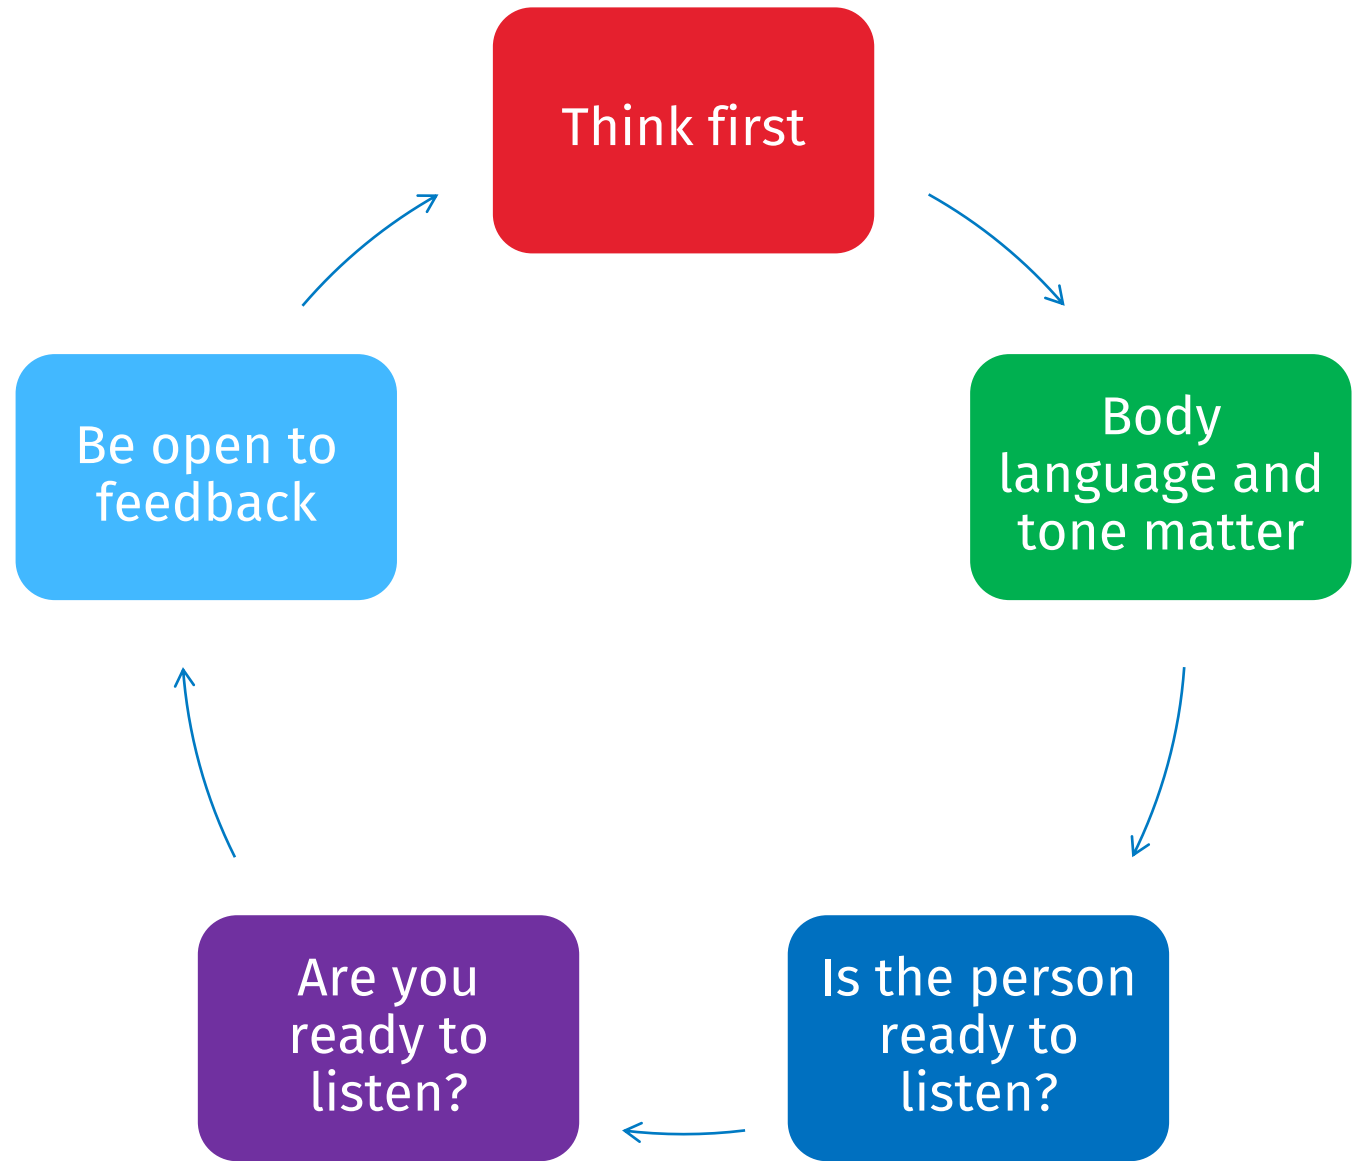 Think first
Body
language and
tone matter
Is the person
ready to
listen?
Are you
ready to
listen?
Be open to
feedback